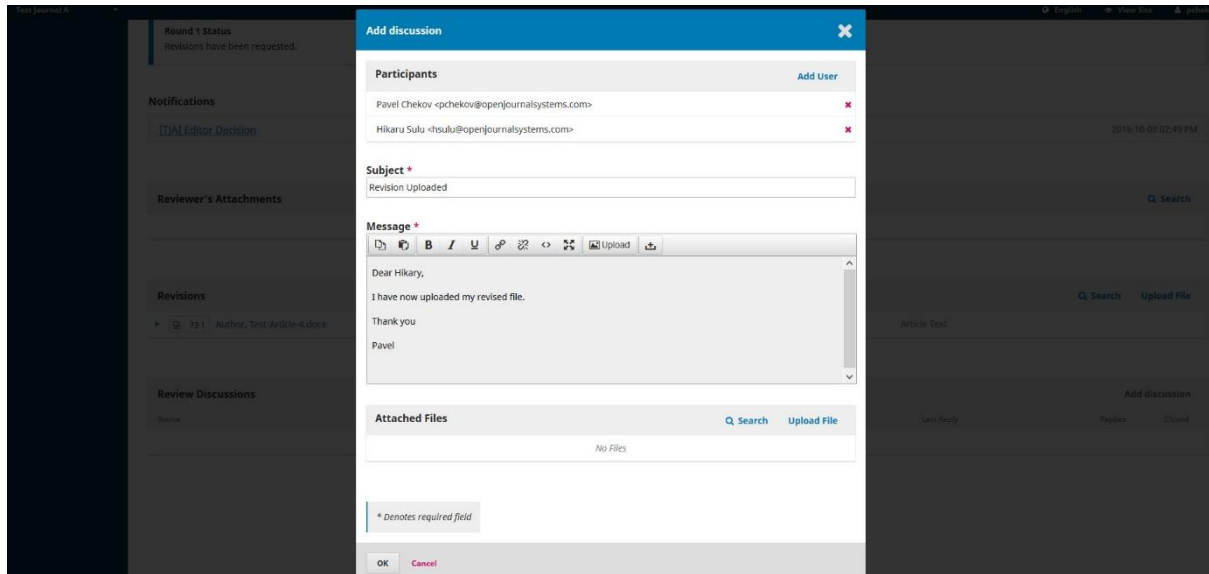 Test Journal A
English
View Site
Round 1 Status
Revisions have been requested.
Notifications
[TJA] Editor Decision
2016-10-08 02:49 PM
Reviewer's Attachments
Search
Revisions
Search
Upload File
73-1
Author, Test-Article 4.docx
Article Text
Review Discussions
Add discussion
Name
Last Reply
Replies
Closed
Add discussion
Participants
Add User
Pavel Chekov <pchekov@openjournalsystems.com>
Hikaru Sulu <hsulu@openjournalsystems.com>
Subject *
Revision Uploaded
Message *
B I U Upload
Dear Hikary,
I have now uploaded my revised file.
Thank you
Pavel
Attached Files
Search
Upload File
No Files
* Denotes required field
OK
Cancel